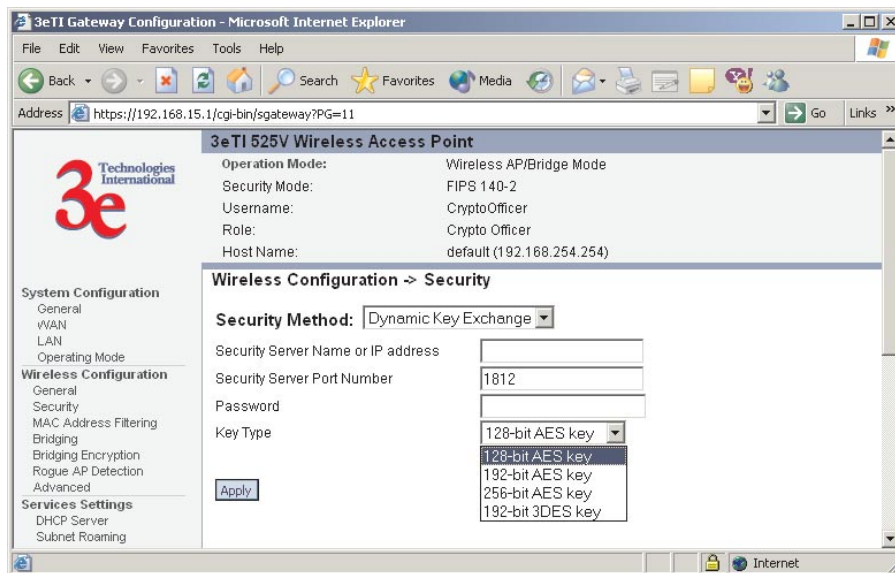 3eTI Gateway Configuration - Microsoft Internet Explorer
File Edit View Favorites Tools Help
Back Search Favorites Media
Address https://192.168.15.1/cgi-bin/sgateway?PG=11 Go Links »
3e Technologies International
3eTI 525V Wireless Access Point
Operation Mode: Wireless AP/Bridge Mode
Security Mode: FIPS 140-2
Username: CryptoOfficer
Role: Crypto Officer
Host Name: default (192.168.254.254)
System Configuration
General
WAN
LAN
Operating Mode
Wireless Configuration
General
Security
MAC Address Filtering
Bridging
Bridging Encryption
Rogue AP Detection
Advanced
Services Settings
DHCP Server
Subnet Roaming
Wireless Configuration -> Security
Security Method: Dynamic Key Exchange
Security Server Name or IP address
Security Server Port Number 1812
Password
Key Type 128-bit AES key
128-bit AES key
192-bit AES key
256-bit AES key
192-bit 3DES key
Apply
Internet